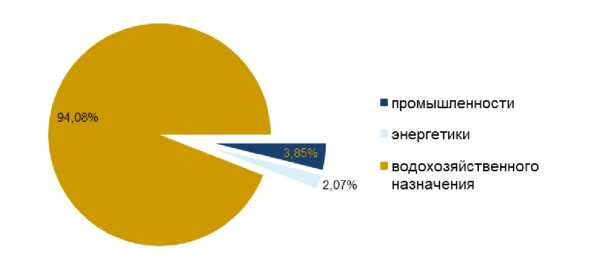 94,08%
3,85%
2,07%
промышленности
энергетики
водохозяйственного
назначения